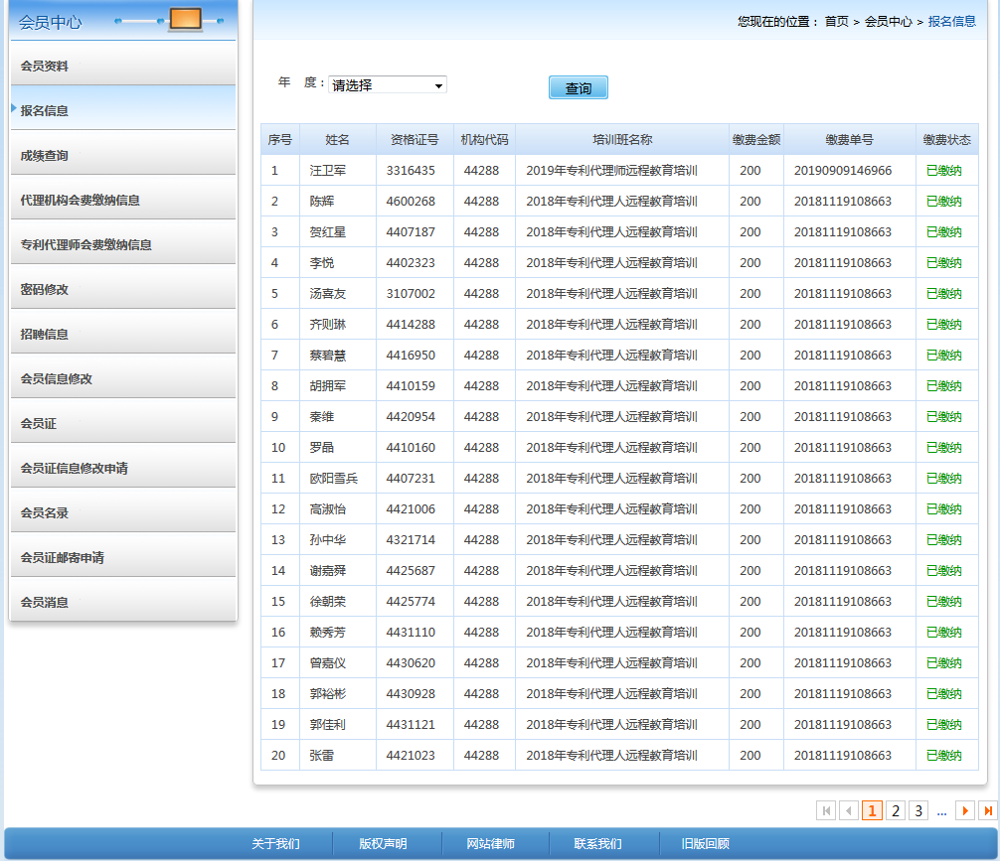 会员中心
会员资料
报名信息
成绩查询
代理机构会费缴纳信息
专利代理师会费缴纳信息
密码修改
招聘信息
会员信息修改
会员证
会员证信息修改申请
会员名录
会员证邮寄申请
会员消息
您现在的位置： 首页 > 会员中心 > 报名信息
年 度： 请选择 查询
序号 姓名 资格证号 机构代码 培训班名称 缴费金额 缴费单号 缴费状态
1 汪卫军 3316435 44288 2019年专利代理师远程教育培训 200 20190909146966 已缴纳
2 陈辉 4600268 44288 2018年专利代理人远程教育培训 200 20181119108663 已缴纳
3 贺红星 4407187 44288 2018年专利代理人远程教育培训 200 20181119108663 已缴纳
4 李悦 4402323 44288 2018年专利代理人远程教育培训 200 20181119108663 已缴纳
5 汤喜友 3107002 44288 2018年专利代理人远程教育培训 200 20181119108663 已缴纳
6 齐则琳 4414288 44288 2018年专利代理人远程教育培训 200 20181119108663 已缴纳
7 蔡碧慧 4416950 44288 2018年专利代理人远程教育培训 200 20181119108663 已缴纳
8 胡拥军 4410159 44288 2018年专利代理人远程教育培训 200 20181119108663 已缴纳
9 秦维 4420954 44288 2018年专利代理人远程教育培训 200 20181119108663 已缴纳
10 罗晶 4410160 44288 2018年专利代理人远程教育培训 200 20181119108663 已缴纳
11 欧阳雪兵 4407231 44288 2018年专利代理人远程教育培训 200 20181119108663 已缴纳
12 高淑怡 4421006 44288 2018年专利代理人远程教育培训 200 20181119108663 已缴纳
13 孙中华 4321714 44288 2018年专利代理人远程教育培训 200 20181119108663 已缴纳
14 谢嘉舜 4425687 44288 2018年专利代理人远程教育培训 200 20181119108663 已缴纳
15 徐朝荣 4425774 44288 2018年专利代理人远程教育培训 200 20181119108663 已缴纳
16 赖秀芳 4431110 44288 2018年专利代理人远程教育培训 200 20181119108663 已缴纳
17 曾嘉仪 4430620 44288 2018年专利代理人远程教育培训 200 20181119108663 已缴纳
18 郭裕彬 4430928 44288 2018年专利代理人远程教育培训 200 20181119108663 已缴纳
19 郭佳利 4431121 44288 2018年专利代理人远程教育培训 200 20181119108663 已缴纳
20 张雷 4421023 44288 2018年专利代理人远程教育培训 200 20181119108663 已缴纳
1 2 3 ...
关于我们 版权声明 网站律师 联系我们 旧版回顾